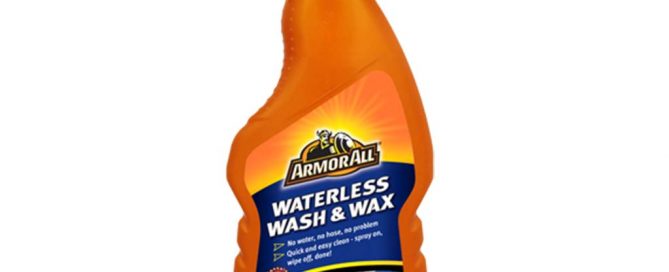 ARMORALL
WATERLESS
WASH & WAX
No water, no hose, no problem
Quick and easy clean - spray on,
wipe off, done!